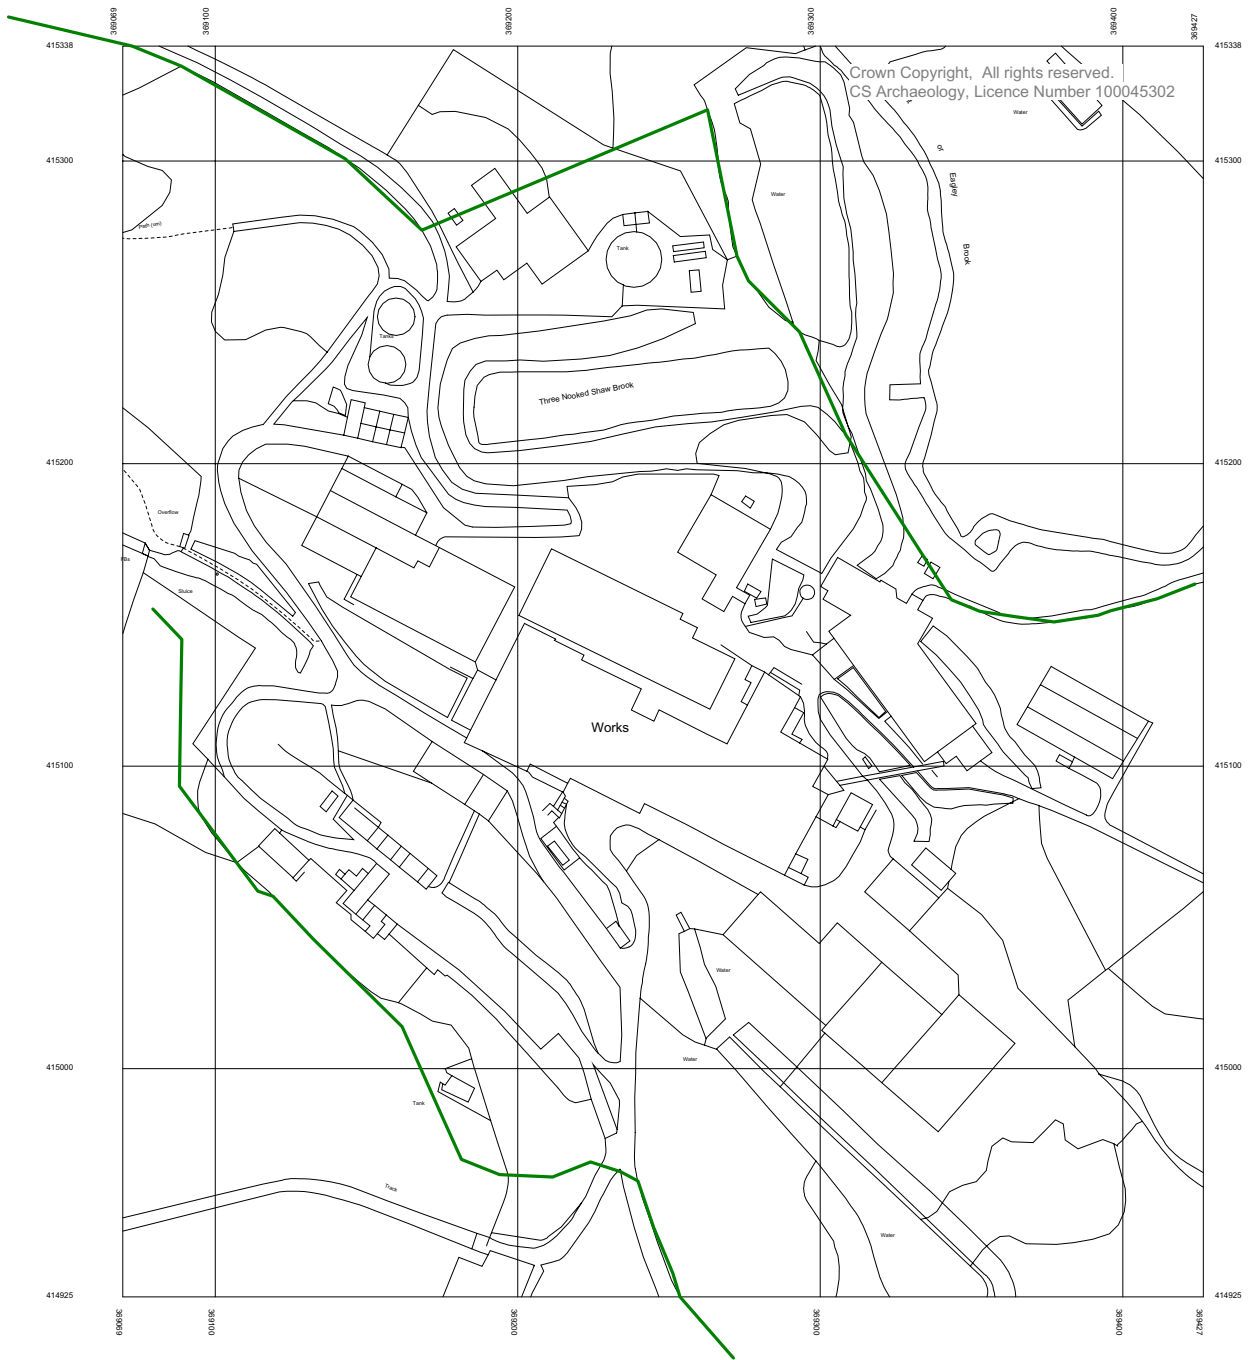 369069
369100
369200
369300
369400
369427
415338
415338
Crown Copyright, All rights reserved.
CS Archaeology, Licence Number 100045302
Water
of
Eagley
Brook
415300
415300
Water
Path (um)
Tank
Tanks
Three Nooked Shaw Brook
415200
415200
Overflow
FBs
Sluice
Works
415100
415100
Water
Water
415000
415000
Tank
Track
Water
414925
414925
369069
369100
369200
369300
369400
369427